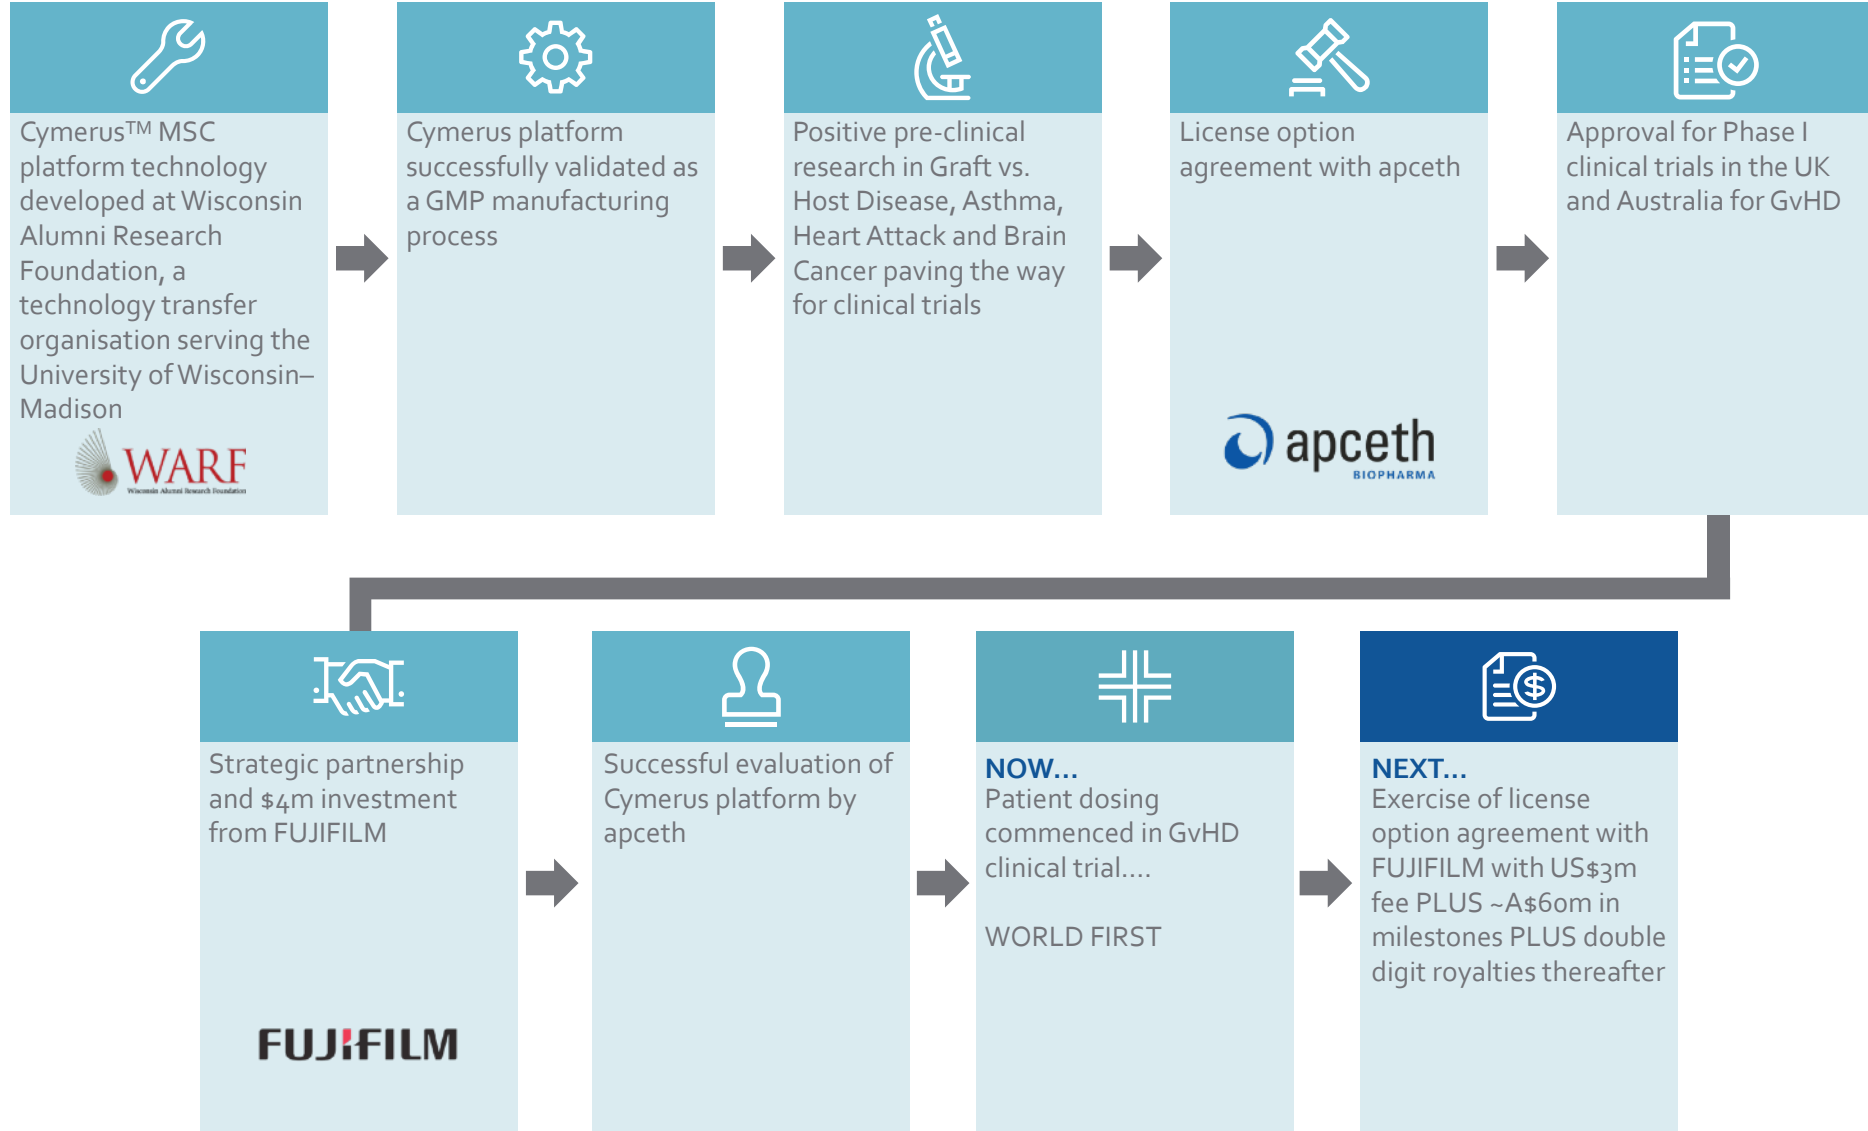 Cymerus™ MSC
platform technology
developed at Wisconsin
Alumni Research
Foundation, a
technology transfer
organisation serving the
University of Wisconsin–
Madison
WARF
Wisconsin Alumni Research Foundation
Cymerus platform
successfully validated as
a GMP manufacturing
process
Positive pre-clinical
research in Graft vs.
Host Disease, Asthma,
Heart Attack and Brain
Cancer paving the way
for clinical trials
License option
agreement with apceth
apceth
BIOPHARMA
Approval for Phase I
clinical trials in the UK
and Australia for GvHD
Strategic partnership
and $4m investment
from FUJIFILM
FUJIFILM
Successful evaluation of
Cymerus platform by
apceth
NOW...
Patient dosing
commenced in GvHD
clinical trial....
WORLD FIRST
$
NEXT...
Exercise of license
option agreement with
FUJIFILM with US$3m
fee PLUS ~A$60m in
milestones PLUS double
digit royalties thereafter